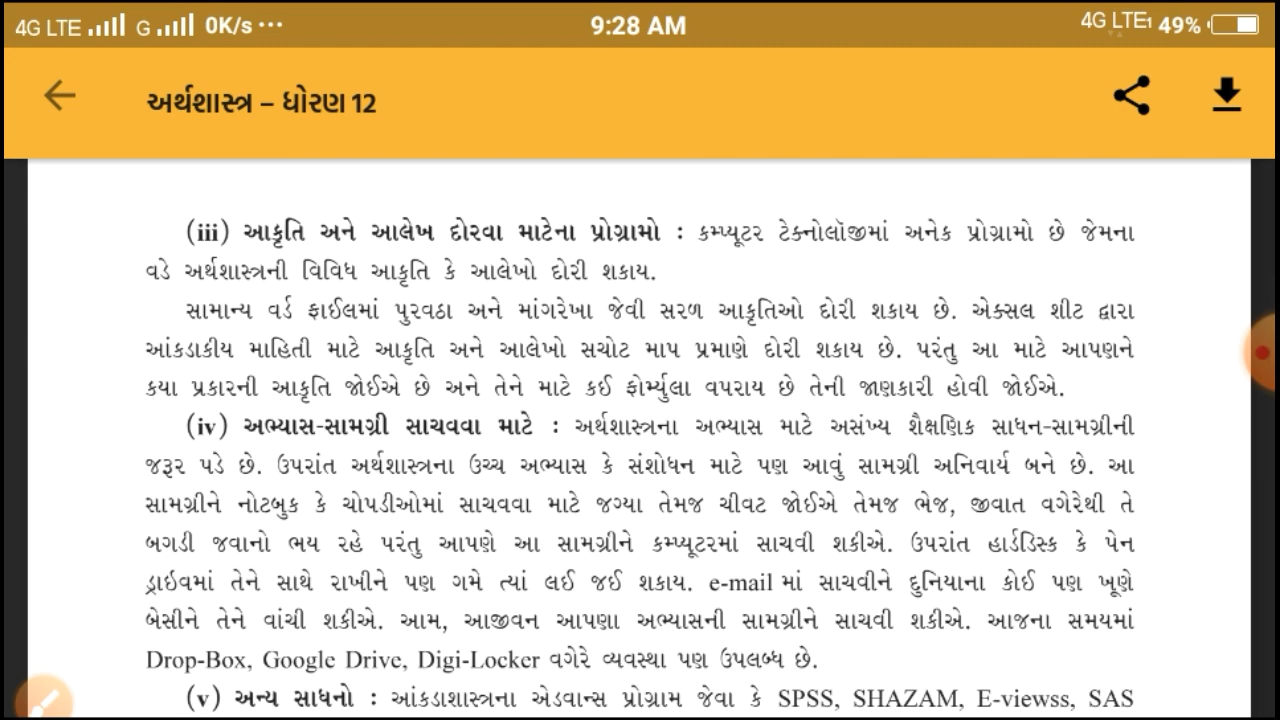 4G LTE G 0K/s ··· 9:28 AM 4G LTE 49%
અર્થશાસ્ત્ર – ધોરણ 12
(iii) આકૃતિ અને આલેખ દોરવા માટેના પ્રોગ્રામો : કમ્પ્યૂટર ટેક્નોલૉજીમાં અનેક પ્રોગ્રામો છે જેમના
વડે અર્થશાસ્ત્રની વિવિધ આકૃતિ કે આલેખો દોરી શકાય.
સામાન્ય વર્ડ ફાઈલમાં પુરવઠા અને માંગરેખા જેવી સરળ આકૃતિઓ દોરી શકાય છે. એક્સલ શીટ દ્વારા
આંકડાકીય માહિતી માટે આકૃતિ અને આલેખો સચોટ માપ પ્રમાણે દોરી શકાય છે. પરંતુ આ માટે આપણને
કયા પ્રકારની આકૃતિ જોઈએ છે અને તેને માટે કઈ ફોર્મ્યુલા વપરાય છે તેની જાણકારી હોવી જોઈએ.
(iv) અભ્યાસ-સામગ્રી સાચવવા માટે : અર્થશાસ્ત્રના અભ્યાસ માટે અસંખ્ય શૈક્ષણિક સાધન-સામગ્રીની
જરૂર પડે છે. ઉપરાંત અર્થશાસ્ત્રના ઉચ્ચ અભ્યાસ કે સંશોધન માટે પણ આવું સામગ્રી અનિવાર્ય બને છે. આ
સામગ્રીને નોટબુક કે ચોપડીઓમાં સાચવવા માટે જગ્યા તેમજ ચીવટ જોઈએ તેમજ ભેજ, જીવાત વગેરેથી તે
બગડી જવાનો ભય રહે પરંતુ આપણે આ સામગ્રીને કમ્પ્યૂટરમાં સાચવી શકીએ. ઉપરાંત હાર્ડડિસ્ક કે પેન
ડ્રાઇવમાં તેને સાથે રાખીને પણ ગમે ત્યાં લઈ જઈ શકાય. e-mail માં સાચવીને દુનિયાના કોઈ પણ ખૂણે
બેસીને તેને વાંચી શકીએ. આમ, આજીવન આપણા અભ્યાસની સામગ્રીને સાચવી શકીએ. આજના સમયમાં
Drop-Box, Google Drive, Digi-Locker વગેરે વ્યવસ્થા પણ ઉપલબ્ધ છે.
(v) અન્ય સાધનો : આંકડાશાસ્ત્રના એડવાન્સ પ્રોગ્રામ જેવા કે SPSS, SHAZAM, E-viewss, SAS